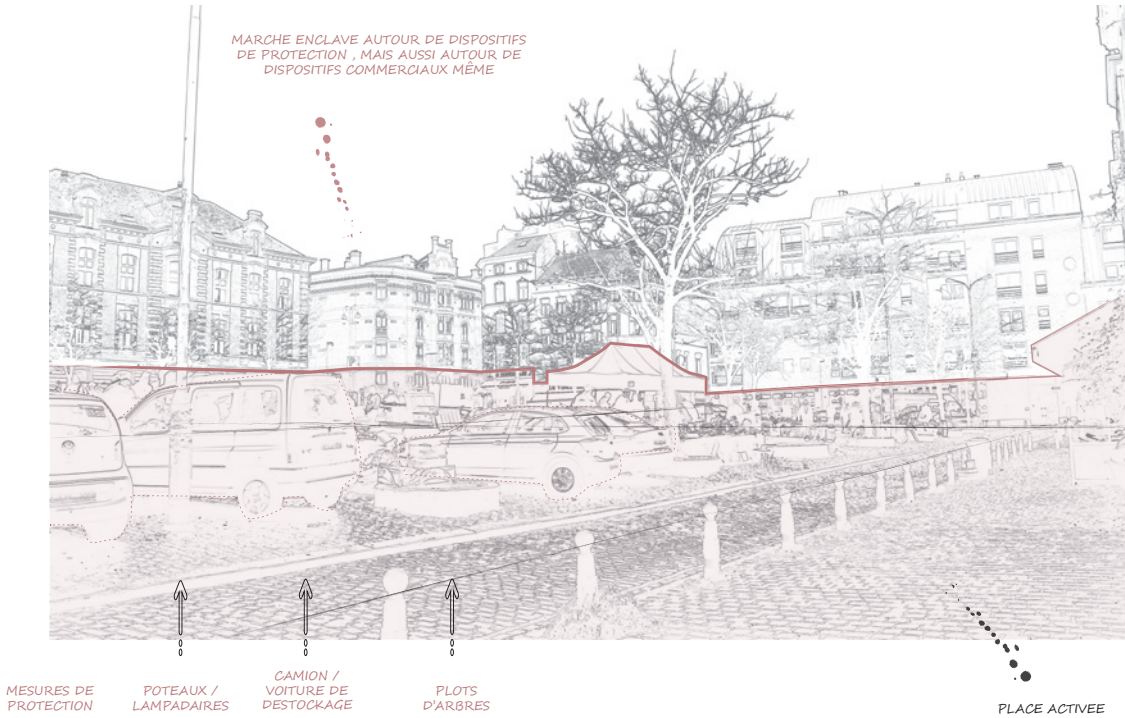 MARCHE ENCLAVE AUTOUR DE DISPOSITIFS
DE PROTECTION , MAIS AUSSI AUTOUR DE
DISPOSITIFS COMMERCIAUX MÊME
MESURES DE
PROTECTION
POTEAUX /
LAMPADAIRES
CAMION /
VOITURE DE
DESTOCKAGE
PLOTS
D'ARBRES
PLACE ACTIVEE